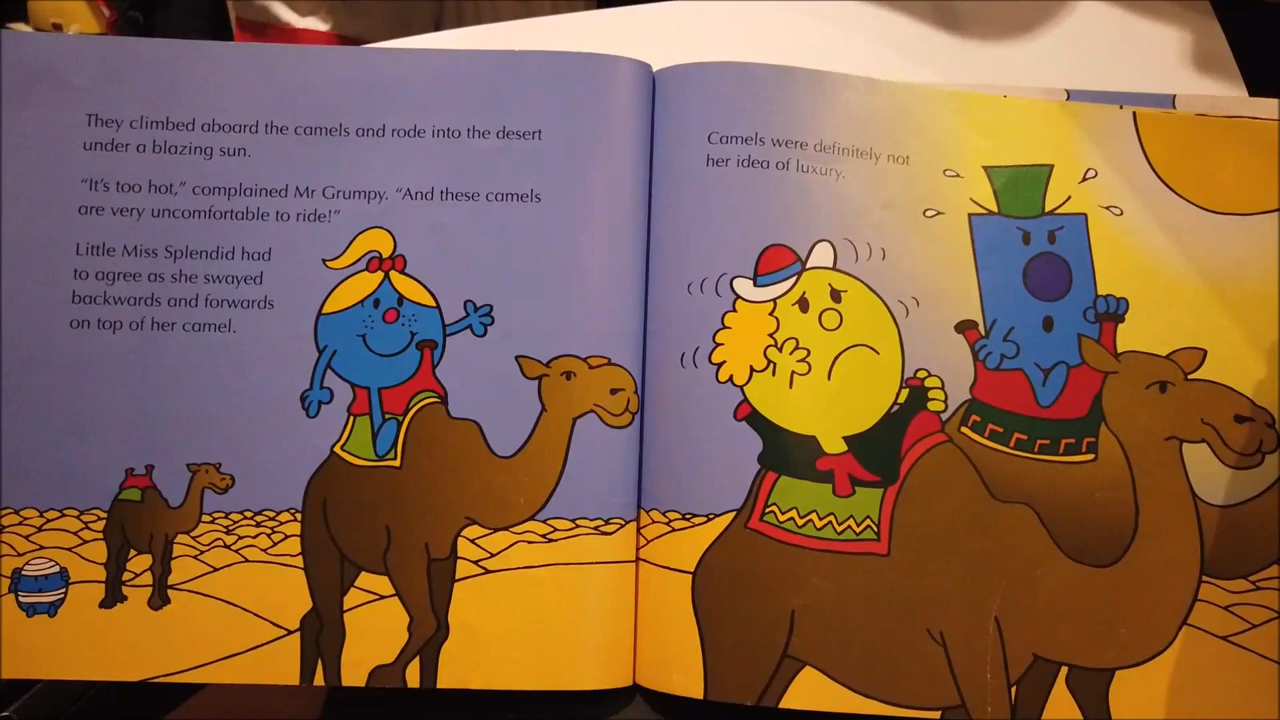 They climbed aboard the camels and rode into the desert
under a blazing sun.
“It’s too hot,” complained Mr Grumpy. “And these camels
are very uncomfortable to ride!”
Little Miss Splendid had
to agree as she swayed
backwards and forwards
on top of her camel.
Camels were definitely not
her idea of luxury.